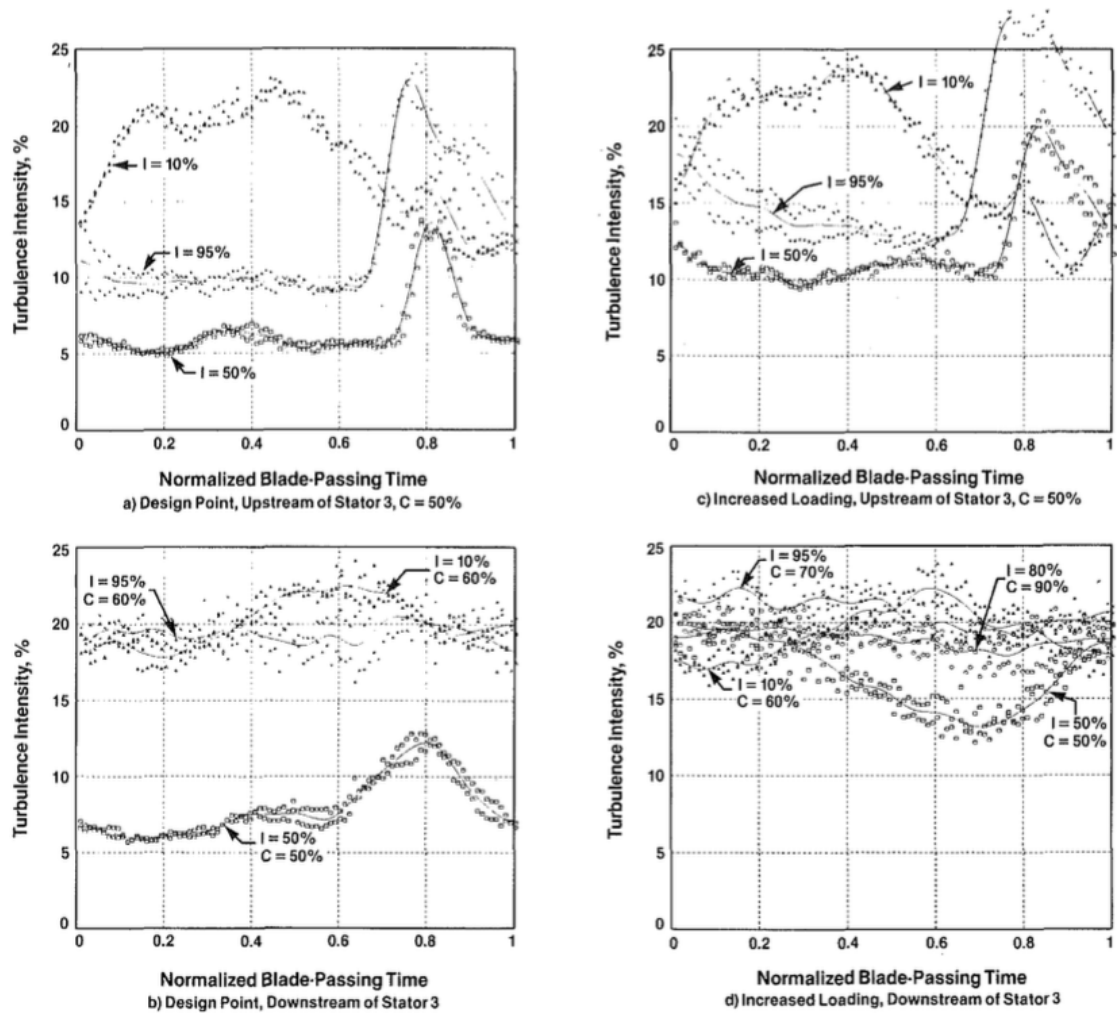 25
20
15
10
5
0
Turbulence Intensity, %
I = 10%
I = 95%
I = 50%
0
0.2
0.4
0.6
0.8
1
Normalized Blade-Passing Time
a) Design Point, Upstream of Stator 3, C = 50%
25
20
15
10
5
0
Turbulence Intensity, %
I = 10%
I = 95%
I = 50%
0
0.2
0.4
0.6
0.8
1
Normalized Blade-Passing Time
c) Increased Loading, Upstream of Stator 3, C = 50%
25
20
15
10
5
0
Turbulence Intensity, %
I = 95%
C = 60%
I = 10%
C = 60%
I = 50%
C = 50%
0
0.2
0.4
0.6
0.8
1
Normalized Blade-Passing Time
b) Design Point, Downstream of Stator 3
25
20
15
10
5
0
Turbulence Intensity, %
I = 95%
C = 70%
I = 80%
C = 90%
I = 10%
C = 60%
I = 50%
C = 50%
0
0.2
0.4
0.6
0.8
1
Normalized Blade-Passing Time
d) Increased Loading, Downstream of Stator 3